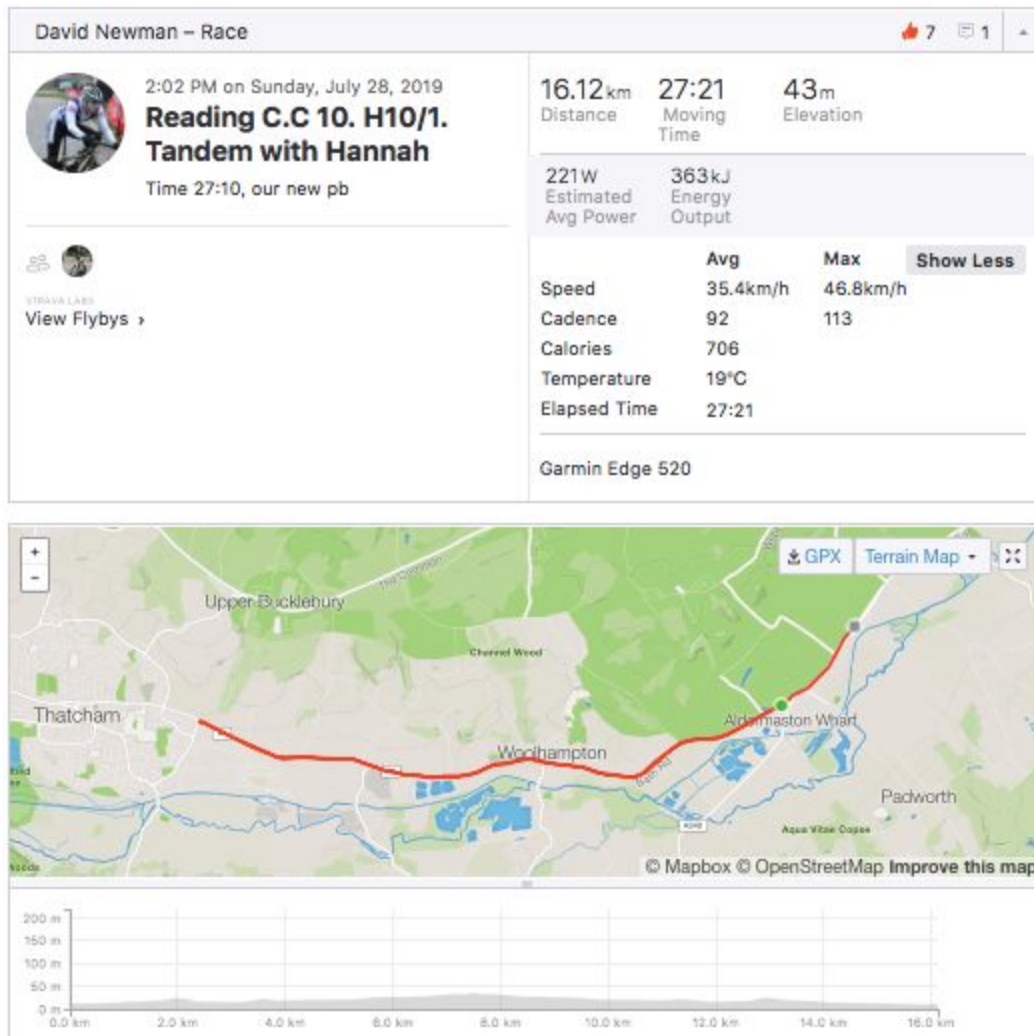 David Newman – Race
7
1
2:02 PM on Sunday, July 28, 2019
Reading C.C 10. H10/1.
Tandem with Hannah
Time 27:10, our new pb
STRAVA LABS
View Flybys ›
16.12km 27:21 43m
Distance Moving Time Elevation
221W 363kJ
Estimated Avg Power Energy Output
Avg Max Show Less
Speed 35.4km/h 46.8km/h
Cadence 92 113
Calories 706
Temperature 19°C
Elapsed Time 27:21
Garmin Edge 520
+
-
GPX Terrain Map
Upper Bucklebury
The Common
Channel Wood
Thatcham
Aldermaston Wharf
Woolhampton
Bath Rd
Padworth
Aqua Vitae Copse
© Mapbox © OpenStreetMap Improve this map
200 m
150 m
100 m
50 m
0 m
0.0 km 2.0 km 4.0 km 6.0 km 8.0 km 10.0 km 12.0 km 14.0 km 16.0 km